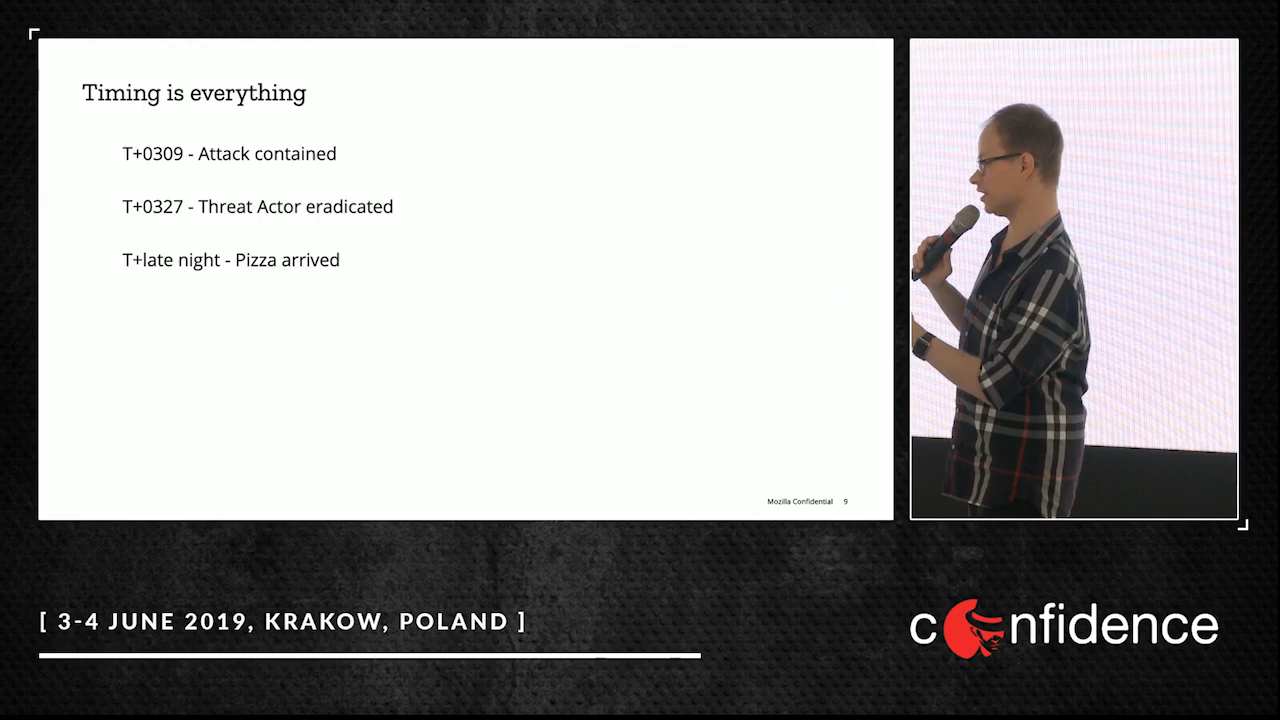 Timing is everything
T+0309 - Attack contained
T+0327 - Threat Actor eradicated
T+late night - Pizza arrived
Mozilla Confidential 9
[ 3-4 JUNE 2019, KRAKOW, POLAND ]
confidence